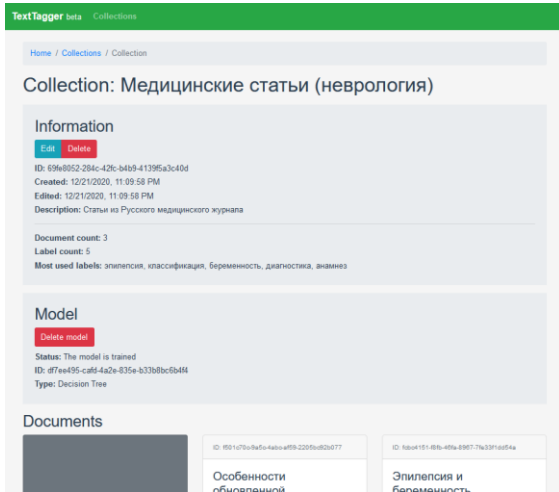 TextTagger beta Collections
Home / Collections / Collection
Collection: Медицинские статьи (неврология)
Information
Edit Delete
ID: 69fe8052-284c-42fc-b4b9-4139f5a3c40d
Created: 12/21/2020, 11:09:58 PM
Edited: 12/21/2020, 11:09:58 PM
Description: Статьи из Русского медицинского журнала
Document count: 3
Label count: 5
Most used labels: эпилепсия, классификация, беременность, диагностика, анамнез
Model
Delete model
Status: The model is trained
ID: df7ee495-cafd-4a2e-835e-b33b8bc6b4f4
Type: Decision Tree
Documents
ID:
ID:
Особенности
обновленной
Эпилепсия и
беременность